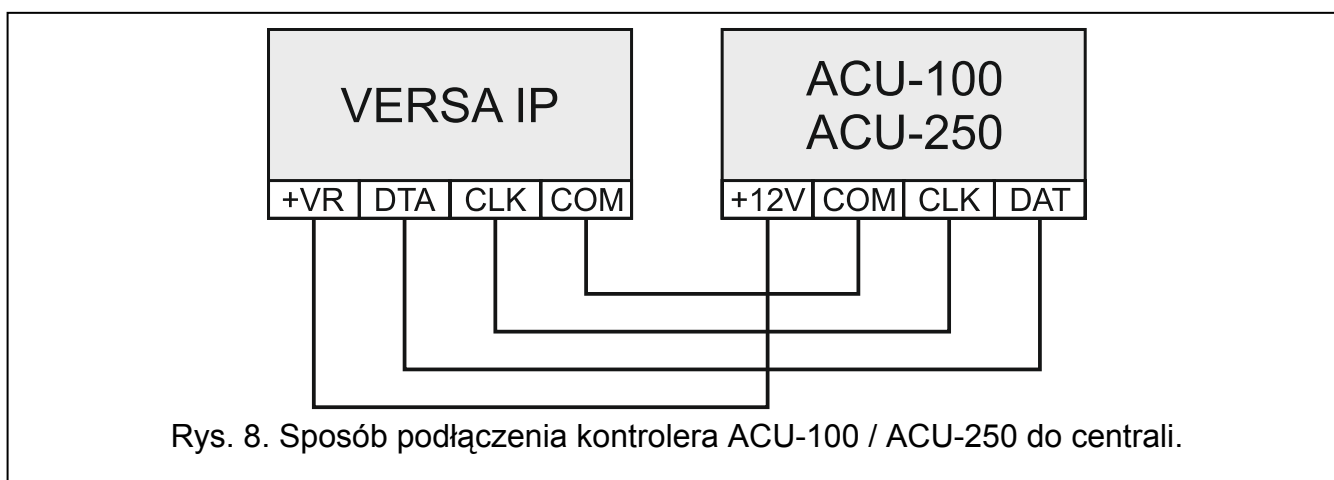 VERSA IP
ACU-100
ACU-250
+VR DTA CLK COM
+12V COM CLK DAT
Rys. 8. Sposób podłączenia kontrolera ACU-100 / ACU-250 do centrali.